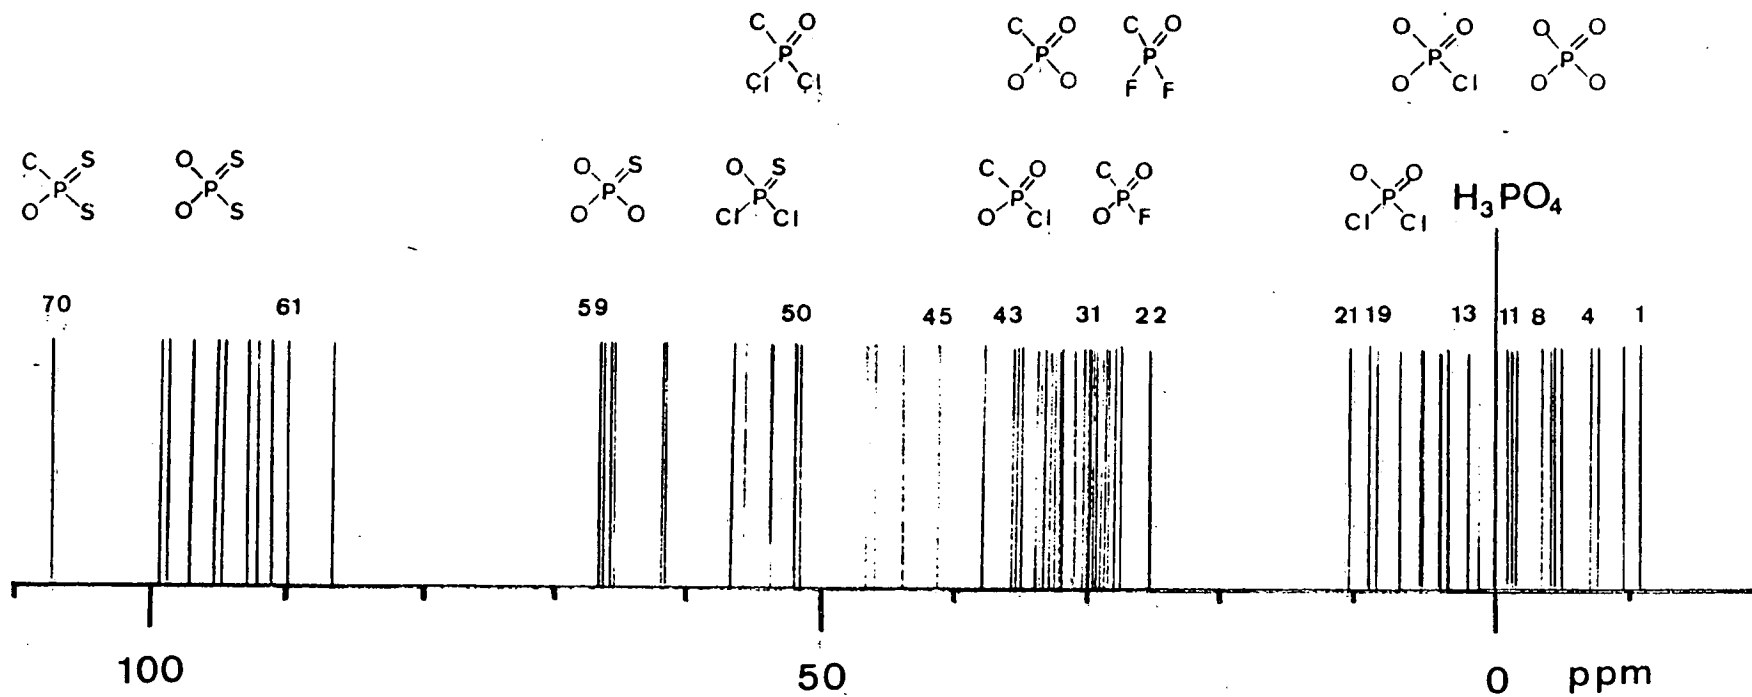 C O P Cl Cl
C O P O O
C O P F F
O O P O Cl
O O P O O
C S P O S
O S P O S
O S P O O
O S P Cl Cl
C O P O Cl
C O P O F
O O P Cl Cl
H3PO4
70 61 59 50 45 43 31 22 21 19 13 11 8 4 1
100 50 0 ppm